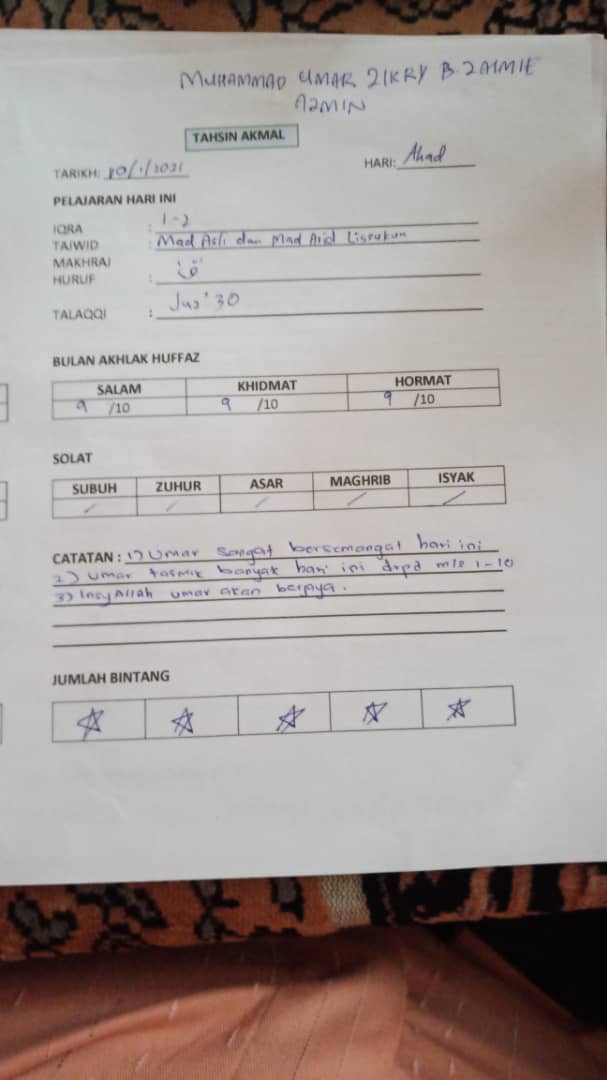 MUHAMMAD UMAR ZIKRY B. ZAIMIE
AZMIN
TAHSIN AKMAL
TARIKH: 10/1/2021 HARI: Ahad
PELAJARAN HARI INI
IQRA : 1-2
TAJWID : Mad Asli dan Mad Arid Lissukun
MAKHRAJ
HURUF :
TALAQQI : Juz' 30
BULAN AKHLAK HUFFAZ
SALAM KHIDMAT HORMAT
9 /10 9 /10 9 /10
SOLAT
SUBUH ZUHUR ASAR MAGHRIB ISYAK
CATATAN : 1) Umar sangat bersemangat hari ini
2) Umar tasmik banyak hari ini drpd m/s 1-10
3) InsyAllah umar akan berjaya.
JUMLAH BINTANG